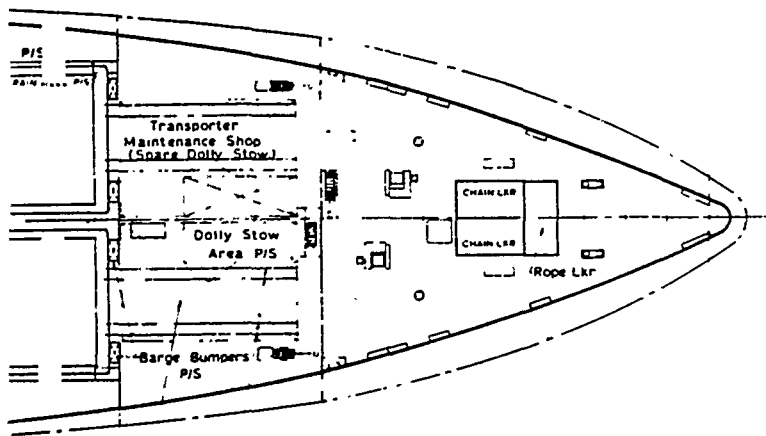 P/S
P/S
Transporter
Maintenance Shop
(Spare Dolly Stow)
CHAIN LKR
Dolly Stow
Area P/S
CHAIN LKR
(Rope Lkr
Barge Bumpers
P/S